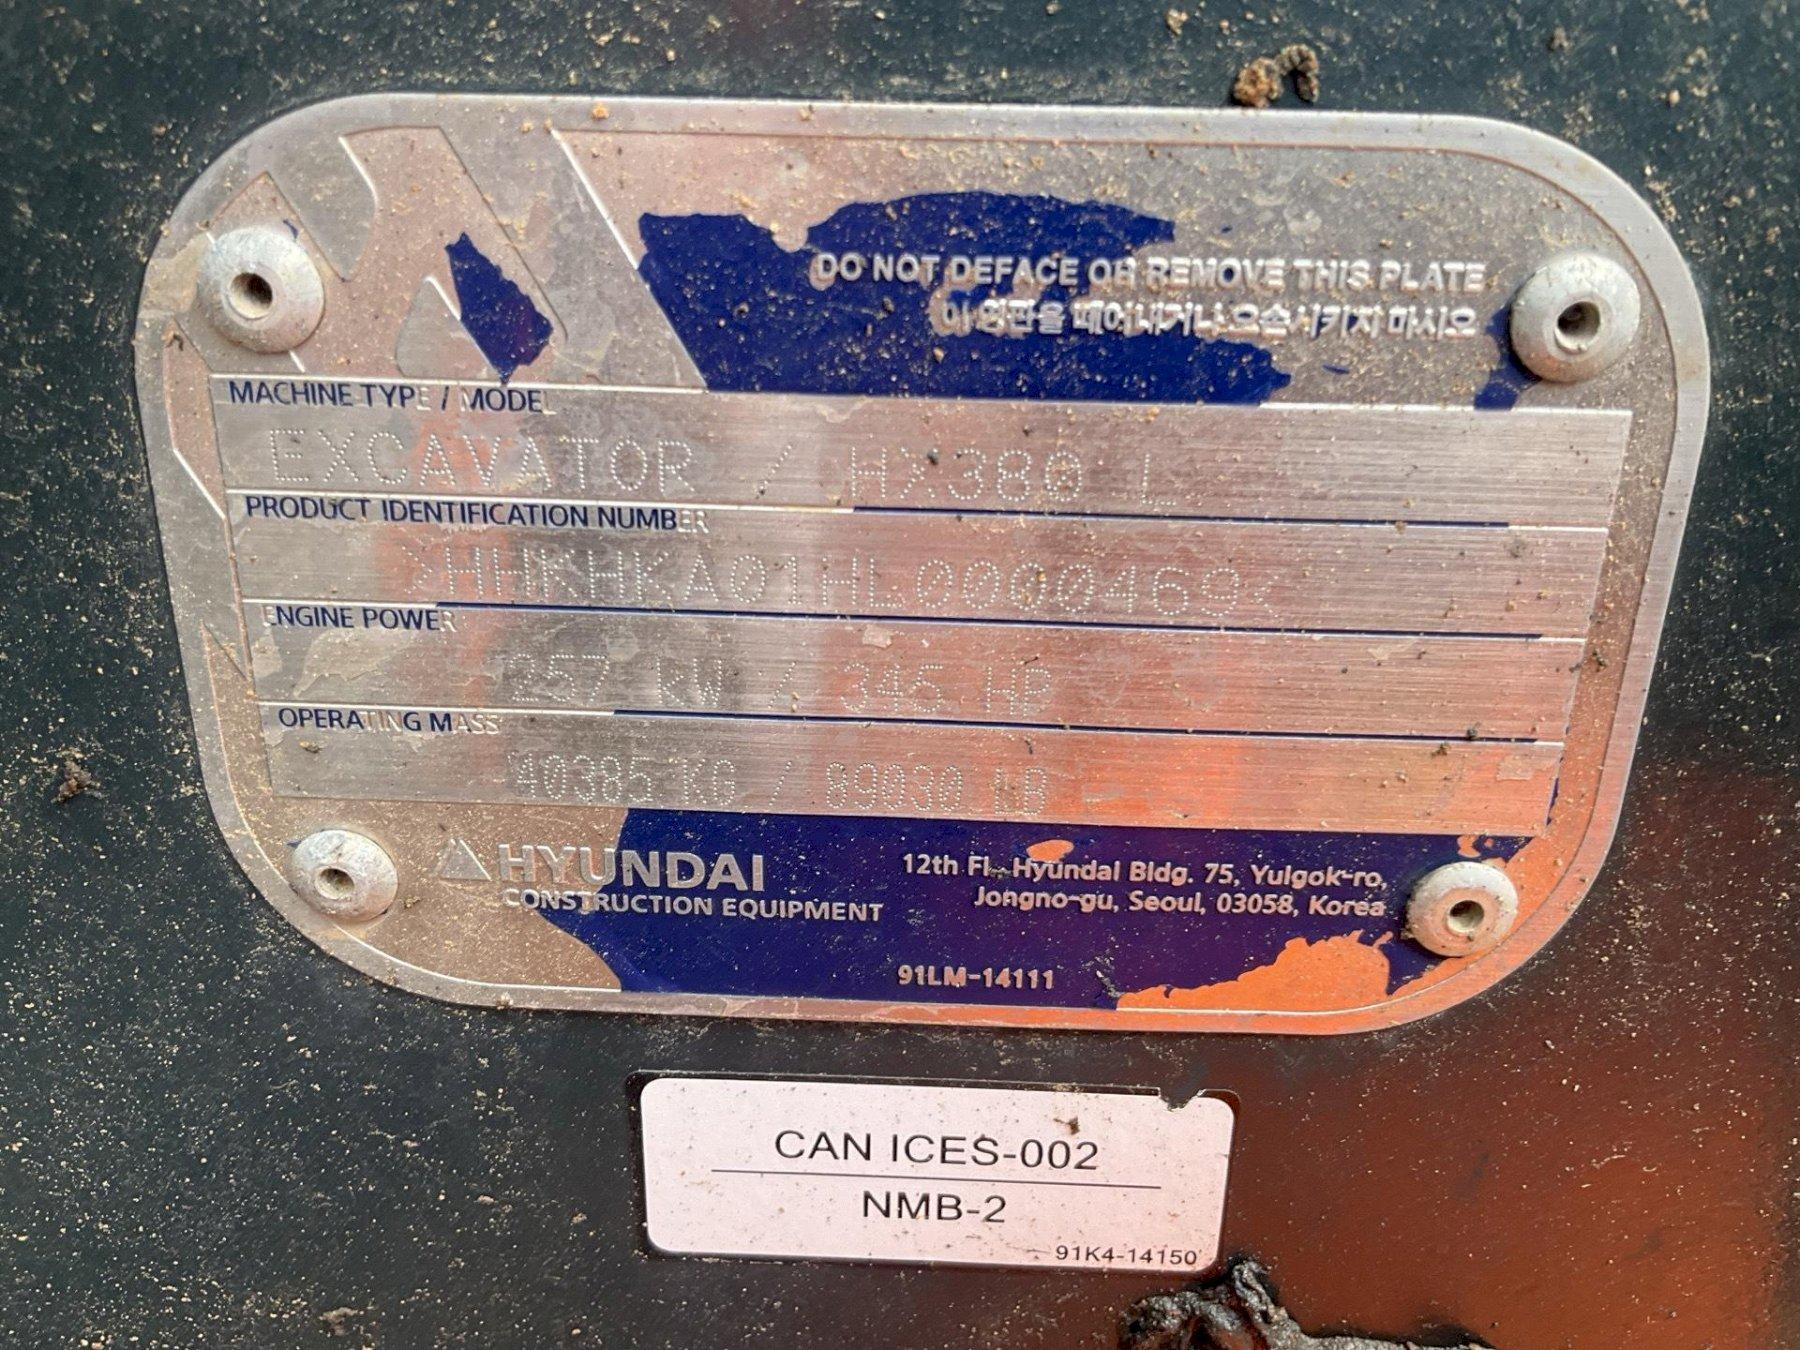 DO NOT DEFACE OR REMOVE THIS PLATE
이 명판을 떼어내거나 오손시키지 마시오
MACHINE TYPE / MODEL
EXCAVATOR / HX380 L
PRODUCT IDENTIFICATION NUMBER
>HHKHKA01HL0000469<
ENGINE POWER
257 KW / 345 HP
OPERATING MASS
40385 KG / 89030 LB
HYUNDAI
CONSTRUCTION EQUIPMENT
12th Fl., Hyundai Bldg. 75, Yulgok-ro,
Jongno-gu, Seoul, 03058, Korea
91LM-14111
CAN ICES-002
NMB-2
91K4-14150